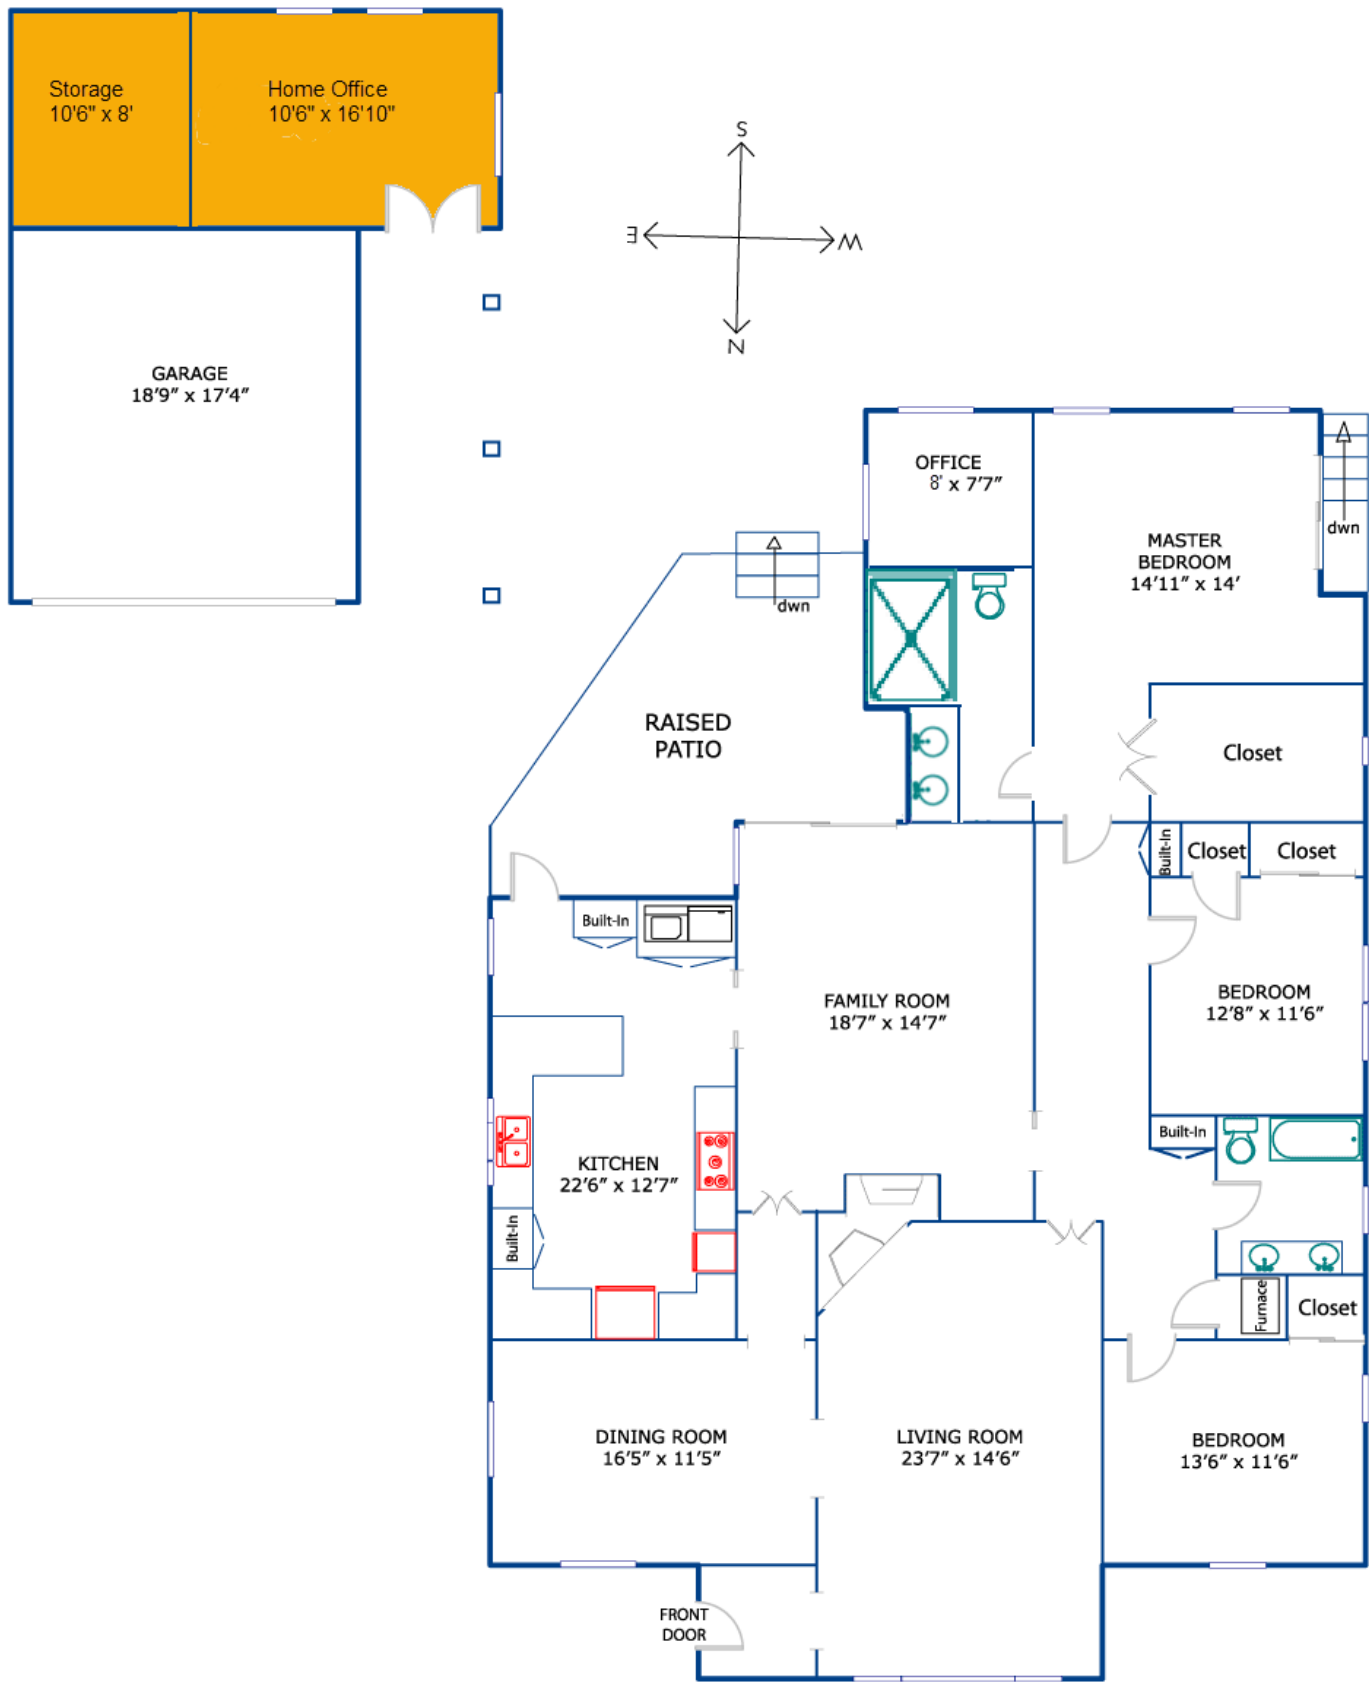 Storage
10'6" x 8'
Home Office
10'6" x 16'10"
S
E
W
N
GARAGE
18'9" x 17'4"
OFFICE
8' x 7'7"
MASTER
BEDROOM
14'11" x 14'
dwn
dwn
RAISED
PATIO
Closet
Built-In
Closet
Closet
Built-In
FAMILY ROOM
18'7" x 14'7"
BEDROOM
12'8" x 11'6"
Built-In
KITCHEN
22'6" x 12'7"
Built-In
Furnace
Closet
DINING ROOM
16'5" x 11'5"
LIVING ROOM
23'7" x 14'6"
BEDROOM
13'6" x 11'6"
FRONT
DOOR